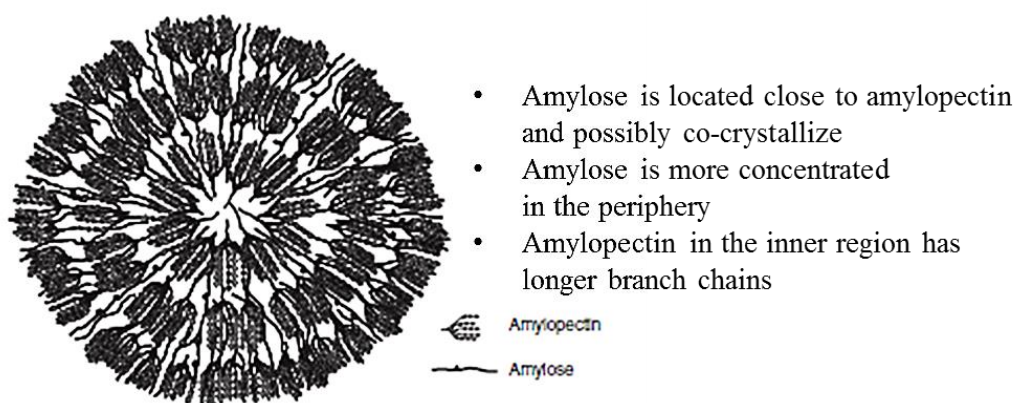 • Amylose is located close to amylopectin
and possibly co-crystallize
• Amylose is more concentrated
in the periphery
• Amylopectin in the inner region has
longer branch chains
Amylopectin
Amylose